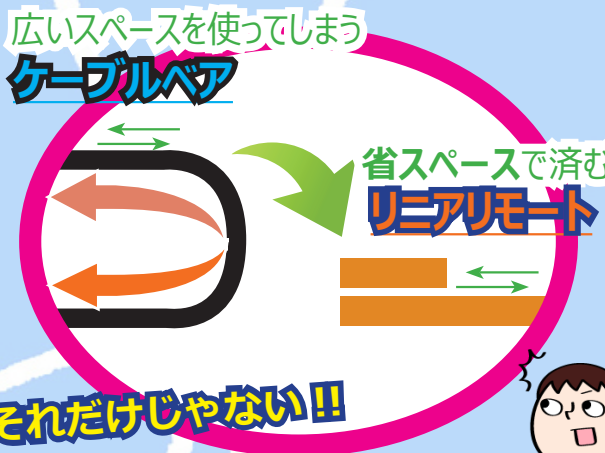 広いスペースを使ってしまう
ケーブルベア
省スペースで済む
リニアリモート
それだけじゃない!!